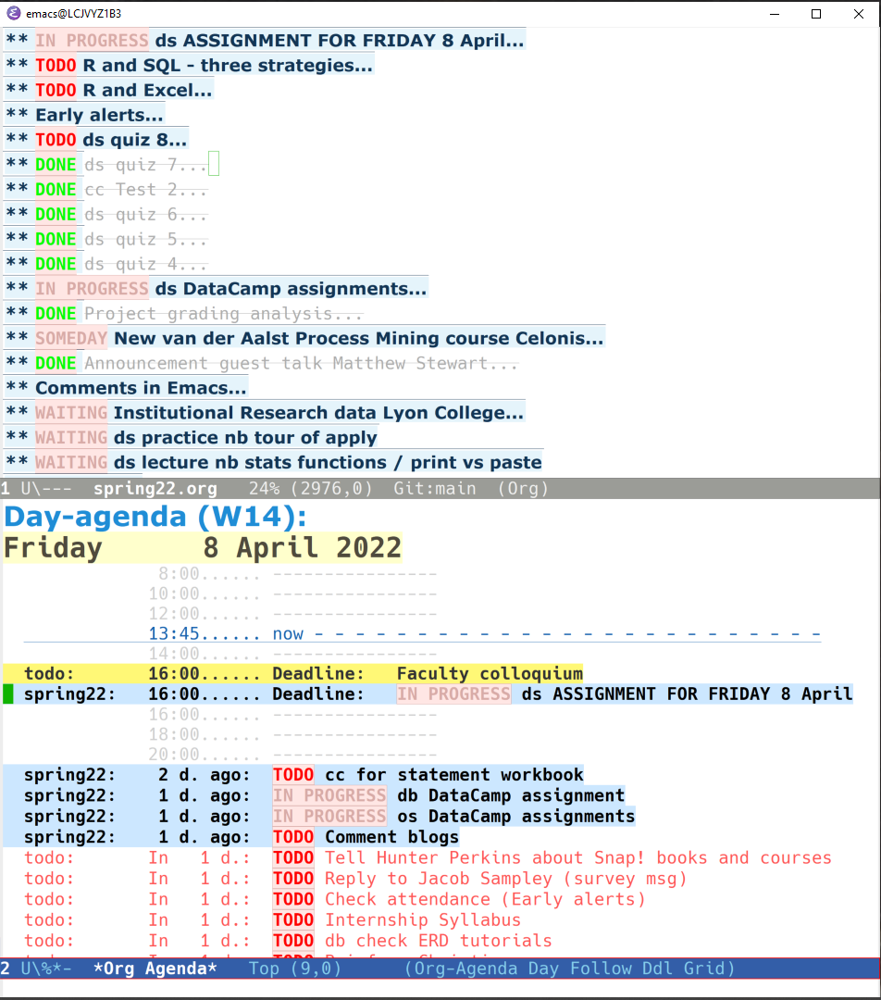 emacs@LCJVYZ1B3
** IN PROGRESS ds ASSIGNMENT FOR FRIDAY 8 April...
** TODO R and SQL - three strategies...
** TODO R and Excel...
** Early alerts...
** TODO ds quiz 8...
** DONE ds quiz 7...
** DONE cc Test 2...
** DONE ds quiz 6...
** DONE ds quiz 5...
** DONE ds quiz 4...
** IN PROGRESS ds DataCamp assignments...
** DONE Project grading analysis...
** SOMEDAY New van der Aalst Process Mining course Celonis...
** DONE Announcement guest talk Matthew Stewart...
** Comments in Emacs...
** WAITING Institutional Research data Lyon College...
** WAITING ds practice nb tour of apply
** WAITING ds lecture nb stats functions / print vs paste
1 U\--- spring22.org 24% (2976,0) Git:main (Org)
Day-agenda (W14):
Friday 8 April 2022
8:00...... ----------------
10:00...... ----------------
12:00...... ----------------
13:45...... now - - - - - - - - - - - - - - - - - - - - - - - - -
14:00...... ----------------
todo: 16:00...... Deadline: Faculty colloquium
spring22: 16:00...... Deadline: IN PROGRESS ds ASSIGNMENT FOR FRIDAY 8 April
16:00...... ----------------
18:00...... ----------------
20:00...... ----------------
spring22: 2 d. ago: TODO cc for statement workbook
spring22: 1 d. ago: IN PROGRESS db DataCamp assignment
spring22: 1 d. ago: IN PROGRESS os DataCamp assignments
spring22: 1 d. ago: TODO Comment blogs
todo: In 1 d.: TODO Tell Hunter Perkins about Snap! books and courses
todo: In 1 d.: TODO Reply to Jacob Sampley (survey msg)
todo: In 1 d.: TODO Check attendance (Early alerts)
todo: In 1 d.: TODO Internship Syllabus
todo: In 1 d.: TODO db check ERD tutorials
2 U\%*- *Org Agenda* Top (9,0) (Org-Agenda Day Follow Ddl Grid)